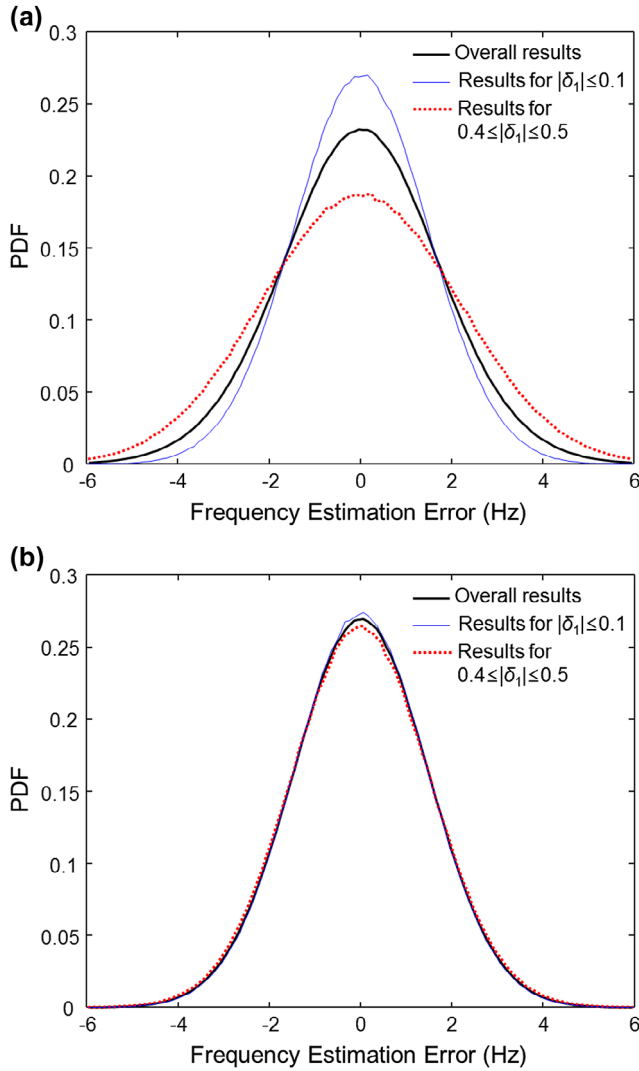 (a)
0.3
0.25
0.2
0.15
0.1
0.05
0
PDF
Overall results
Results for |δ₁|≤0.1
Results for
0.4≤|δ₁|≤0.5
-6 -4 -2 0 2 4 6
Frequency Estimation Error (Hz)
(b)
0.3
0.25
0.2
0.15
0.1
0.05
0
PDF
Overall results
Results for |δ₁|≤0.1
Results for
0.4≤|δ₁|≤0.5
-6 -4 -2 0 2 4 6
Frequency Estimation Error (Hz)